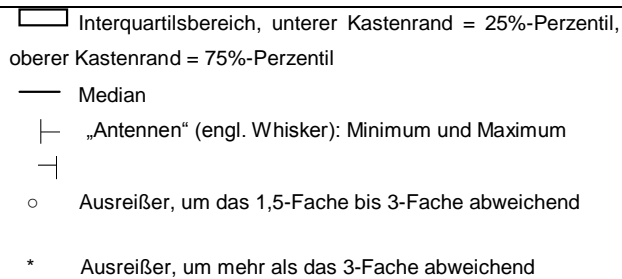 Interquartilsbereich, unterer Kastenrand = 25%-Perzentil,
oberer Kastenrand = 75%-Perzentil
Median
„Antennen“ (engl. Whisker): Minimum und Maximum
○ Ausreißer, um das 1,5-Fache bis 3-Fache abweichend
* Ausreißer, um mehr als das 3-Fache abweichend